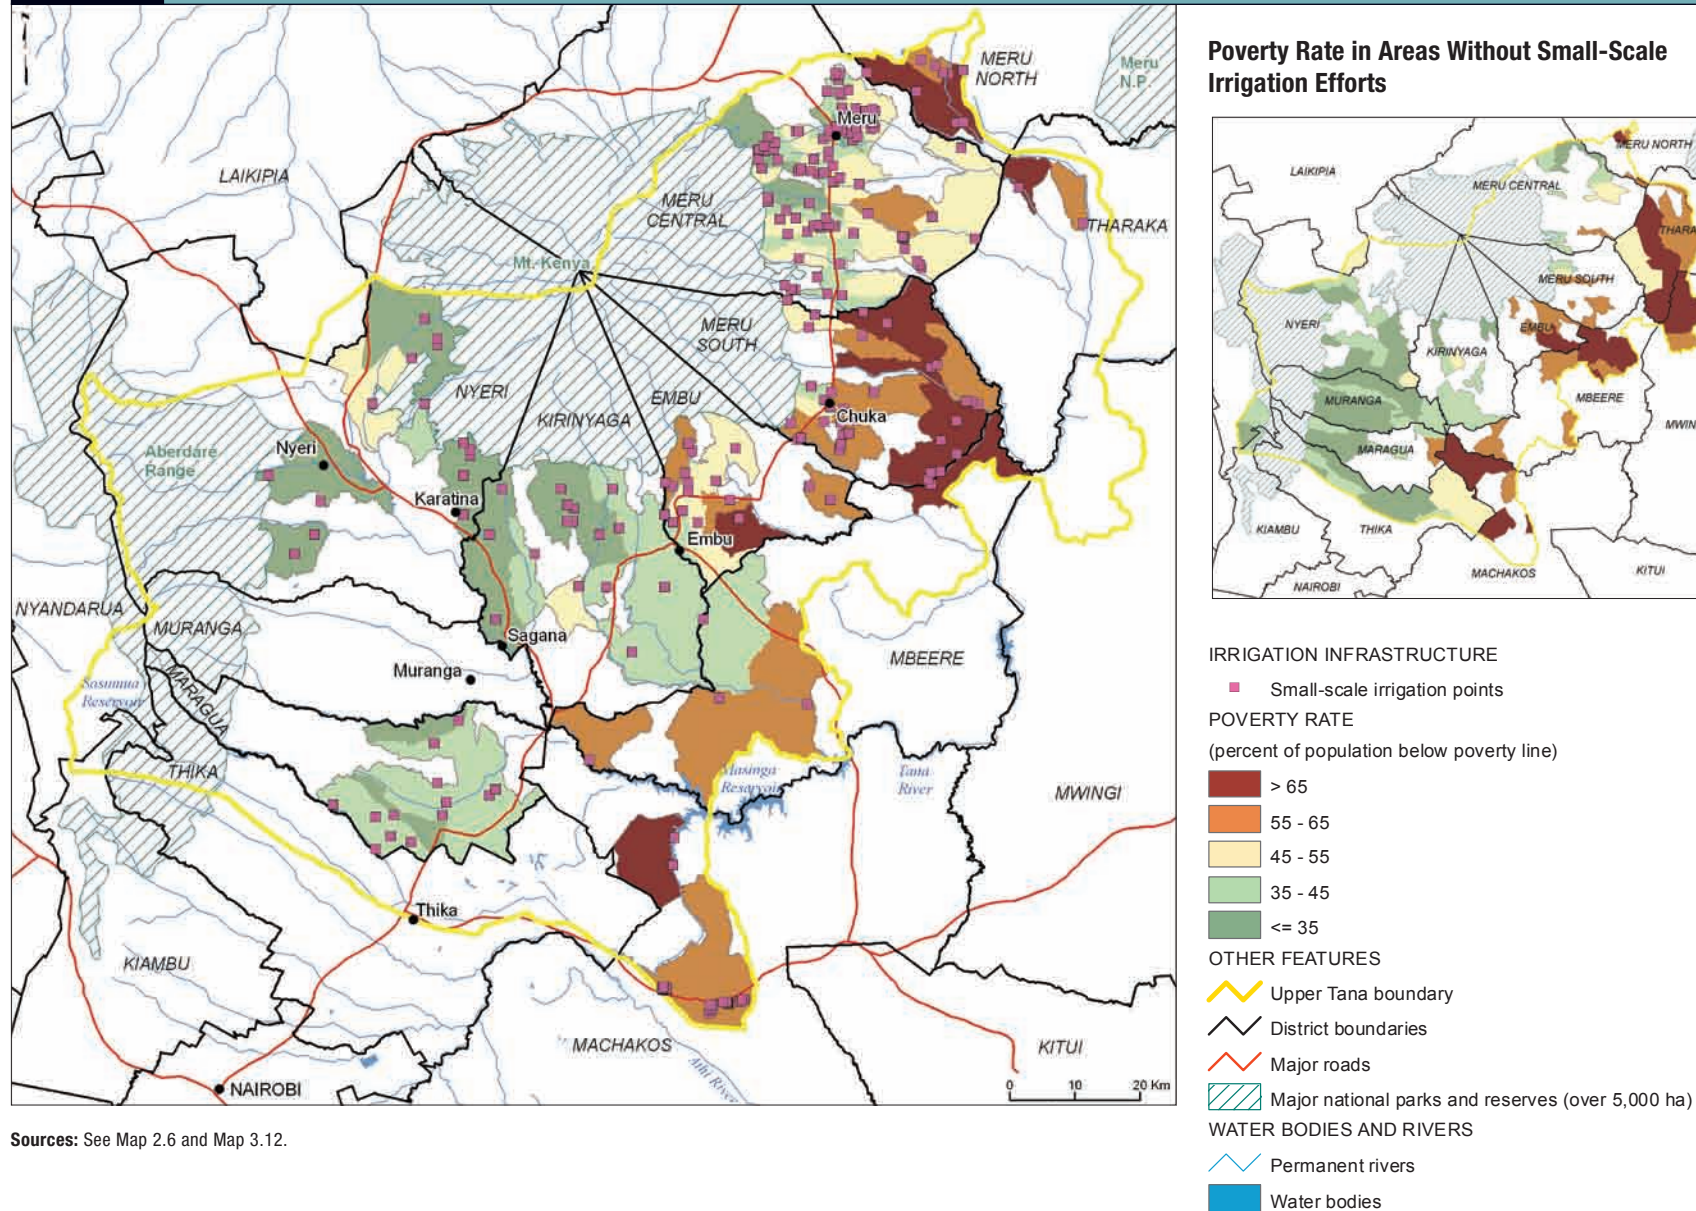 MERU
NORTH
Meru
N.P.
Meru
LAIKIPIA
MERU
CENTRAL
THARAKA
Mt. Kenya
MERU
SOUTH
NYERI
EMBU
KIRINYAGA
Chuka
Aberdare
Range
Nyeri
Karatina
Embu
NYANDARUA
MURANGA
Sagana
MBEERE
Muranga
MARAGUA
Sasumua
Reservoir
THIKA
Masinga
Reservoir
Tana
River
MWINGI
Thika
KIAMBU
MACHAKOS
KITUI
Athi River
NAIROBI
0 10 20 Km
Sources: See Map 2.6 and Map 3.12.
Poverty Rate in Areas Without Small-Scale
Irrigation Efforts
MERU NORTH
LAIKIPIA
MERU CENTRAL
THARA
MERU SOUTH
NYERI
EMBU
KIRINYAGA
MURANGA
MBEERE
MWIN
MARAGUA
KIAMBU
THIKA
MACHAKOS
KITUI
NAIROBI
IRRIGATION INFRASTRUCTURE
Small-scale irrigation points
POVERTY RATE
(percent of population below poverty line)
> 65
55 - 65
45 - 55
35 - 45
<= 35
OTHER FEATURES
Upper Tana boundary
District boundaries
Major roads
Major national parks and reserves (over 5,000 ha)
WATER BODIES AND RIVERS
Permanent rivers
Water bodies